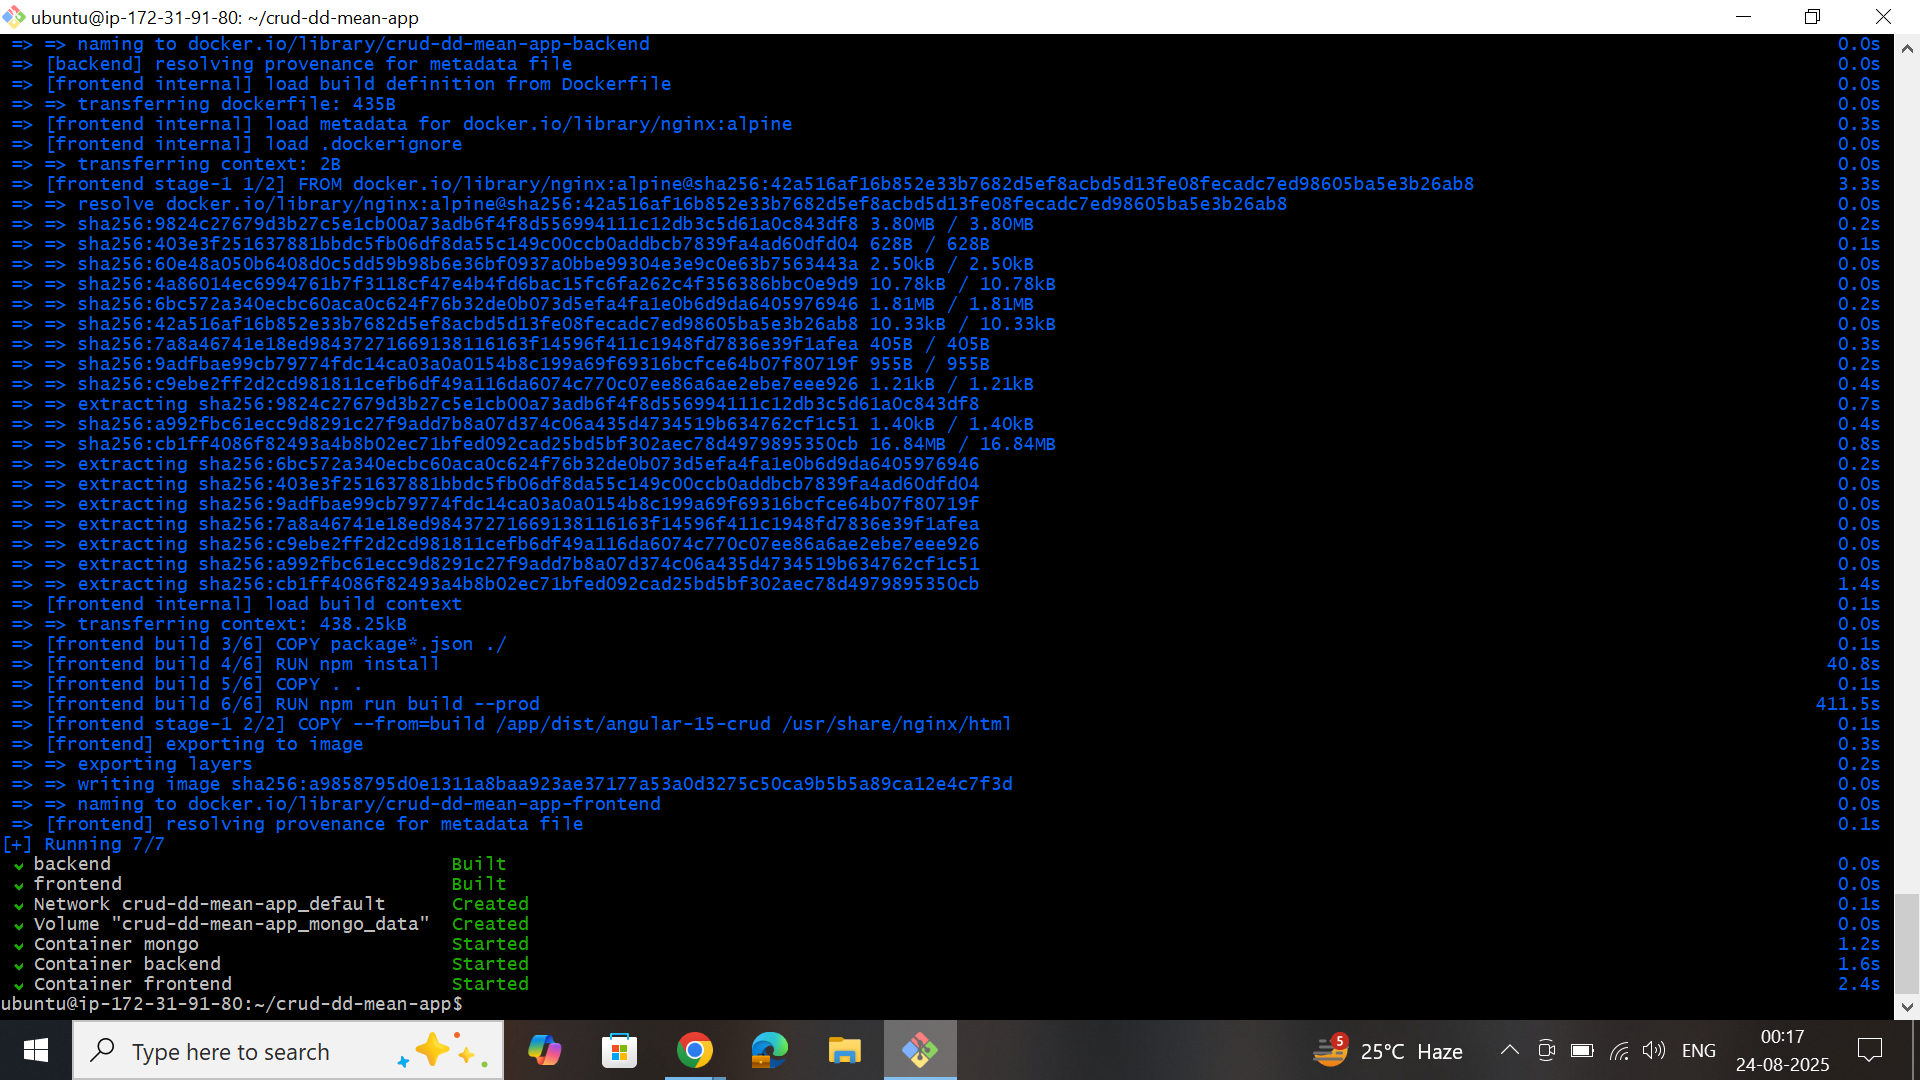 ubuntu@ip-172-31-91-80: ~/crud-dd-mean-app
=> => naming to docker.io/library/crud-dd-mean-app-backend 0.0s
=> [backend] resolving provenance for metadata file 0.0s
=> [frontend internal] load build definition from Dockerfile 0.0s
=> => transferring dockerfile: 435B 0.0s
=> [frontend internal] load metadata for docker.io/library/nginx:alpine 0.3s
=> [frontend internal] load .dockerignore 0.0s
=> => transferring context: 2B 0.0s
=> [frontend stage-1 1/2] FROM docker.io/library/nginx:alpine@sha256:42a516af16b852e33b7682d5ef8acbd5d13fe08fecadc7ed98605ba5e3b26ab8 3.3s
=> => resolve docker.io/library/nginx:alpine@sha256:42a516af16b852e33b7682d5ef8acbd5d13fe08fecadc7ed98605ba5e3b26ab8 0.0s
=> => sha256:9824c27679d3b27c5e1cb00a73adb6f4f8d556994111c12db3c5d61a0c843df8 3.80MB / 3.80MB 0.2s
=> => sha256:403e3f251637881bbdc5fb06df8da55c149c00ccb0addbcb7839fa4ad60dfd04 628B / 628B 0.1s
=> => sha256:60e48a050b6408d0c5dd59b98b6e36bf0937a0bbe99304e3e9c0e63b7563443a 2.50kB / 2.50kB 0.0s
=> => sha256:4a86014ec6994761b7f3118cf47e4b4fd6bac15fc6fa262c4f356386bbc0e9d9 10.78kB / 10.78kB 0.0s
=> => sha256:6bc572a340ecbc60aca0c624f76b32de0b073d5efa4fa1e0b6d9da6405976946 1.81MB / 1.81MB 0.2s
=> => sha256:42a516af16b852e33b7682d5ef8acbd5d13fe08fecadc7ed98605ba5e3b26ab8 10.33kB / 10.33kB 0.0s
=> => sha256:7a8a46741e18ed98437271669138116163f14596f411c1948fd7836e39f1afea 405B / 405B 0.3s
=> => sha256:9adfbae99cb79774fdc14ca03a0a0154b8c199a69f69316bcfce64b07f80719f 955B / 955B 0.2s
=> => sha256:c9ebe2ff2d2cd981811cefb6df49a116da6074c770c07ee86a6ae2ebe7eee926 1.21kB / 1.21kB 0.4s
=> => extracting sha256:9824c27679d3b27c5e1cb00a73adb6f4f8d556994111c12db3c5d61a0c843df8 0.7s
=> => sha256:a992fbc61ecc9d8291c27f9add7b8a07d374c06a435d4734519b634762cf1c51 1.40kB / 1.40kB 0.4s
=> => sha256:cb1ff4086f82493a4b8b02ec71bfed092cad25bd5bf302aec78d4979895350cb 16.84MB / 16.84MB 0.8s
=> => extracting sha256:6bc572a340ecbc60aca0c624f76b32de0b073d5efa4fa1e0b6d9da6405976946 0.2s
=> => extracting sha256:403e3f251637881bbdc5fb06df8da55c149c00ccb0addbcb7839fa4ad60dfd04 0.0s
=> => extracting sha256:9adfbae99cb79774fdc14ca03a0a0154b8c199a69f69316bcfce64b07f80719f 0.0s
=> => extracting sha256:7a8a46741e18ed98437271669138116163f14596f411c1948fd7836e39f1afea 0.0s
=> => extracting sha256:c9ebe2ff2d2cd981811cefb6df49a116da6074c770c07ee86a6ae2ebe7eee926 0.0s
=> => extracting sha256:a992fbc61ecc9d8291c27f9add7b8a07d374c06a435d4734519b634762cf1c51 0.0s
=> => extracting sha256:cb1ff4086f82493a4b8b02ec71bfed092cad25bd5bf302aec78d4979895350cb 1.4s
=> [frontend internal] load build context 0.1s
=> => transferring context: 438.25kB 0.0s
=> [frontend build 3/6] COPY package*.json ./ 0.1s
=> [frontend build 4/6] RUN npm install 40.8s
=> [frontend build 5/6] COPY . . 0.1s
=> [frontend build 6/6] RUN npm run build --prod 411.5s
=> [frontend stage-1 2/2] COPY --from=build /app/dist/angular-15-crud /usr/share/nginx/html 0.1s
=> [frontend] exporting to image 0.3s
=> => exporting layers 0.2s
=> => writing image sha256:a9858795d0e1311a8baa923ae37177a53a0d3275c50ca9b5b5a89ca12e4c7f3d 0.0s
=> => naming to docker.io/library/crud-dd-mean-app-frontend 0.0s
=> [frontend] resolving provenance for metadata file 0.1s
[+] Running 7/7
✔ backend Built 0.0s
✔ frontend Built 0.0s
✔ Network crud-dd-mean-app_default Created 0.1s
✔ Volume "crud-dd-mean-app_mongo_data" Created 0.0s
✔ Container mongo Started 1.2s
✔ Container backend Started 1.6s
✔ Container frontend Started 2.4s
ubuntu@ip-172-31-91-80:~/crud-dd-mean-app$
Type here to search
5
25°C Haze
ENG
00:17
24-08-2025